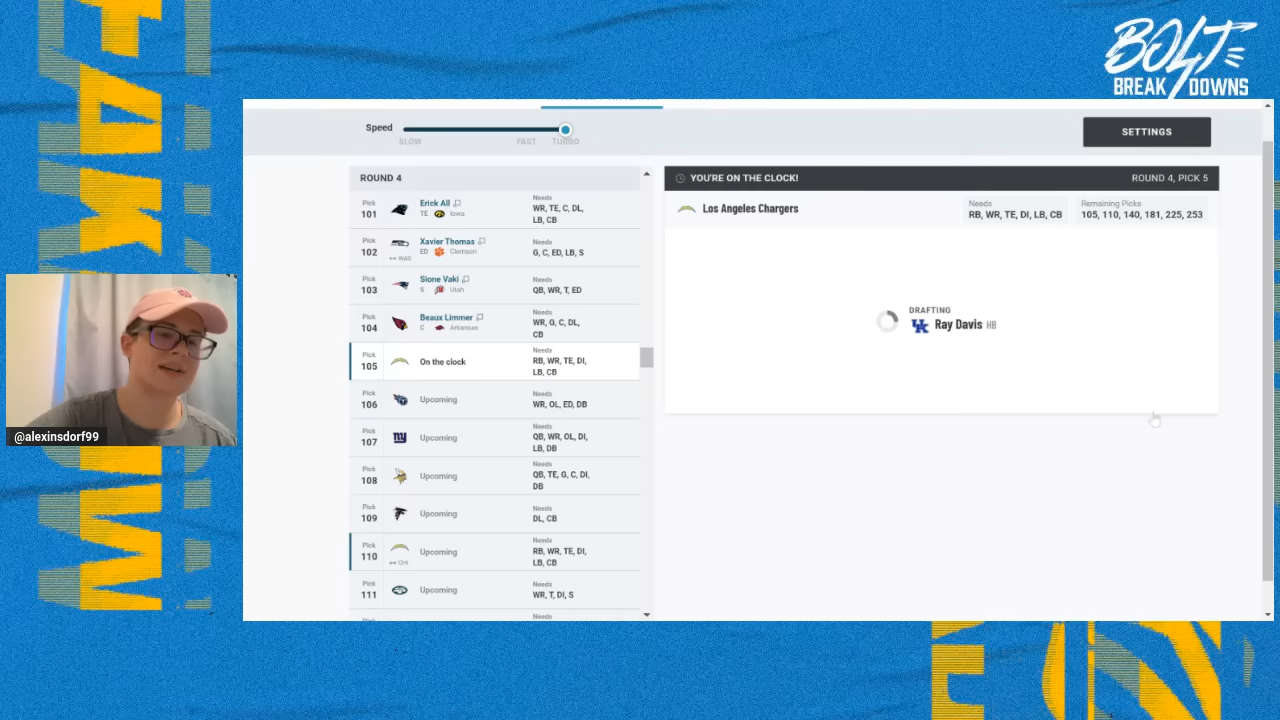 BOLT
BREAK DOWNS
Speed
SLOW
FAST
TURBO
SETTINGS
ROUND 4
Pick
101
Erick All
TE Iowa
Needs
WR, TE, C, DL,
LB, CB
Pick
102
↔ WAS
Xavier Thomas
ED Clemson
Needs
G, C, ED, LB, S
Pick
103
Sione Vaki
S Utah
Needs
QB, WR, T, ED
Pick
104
Beaux Limmer
C Arkansas
Needs
WR, G, C, DL,
CB
Pick
105
On the clock
Needs
RB, WR, TE, DI,
LB, CB
Pick
106
Upcoming
Needs
WR, OL, ED, DB
Pick
107
Upcoming
Needs
QB, WR, OL, DI,
LB, DB
Pick
108
Upcoming
Needs
QB, TE, G, C, DI,
DB
Pick
109
Upcoming
Needs
DL, CB
Pick
110
↔ CHI
Upcoming
Needs
RB, WR, TE, DI,
LB, CB
Pick
111
Upcoming
Needs
WR, T, DI, S
YOU'RE ON THE CLOCK!
ROUND 4, PICK 5
Los Angeles Chargers
Needs
RB, WR, TE, DI, LB, CB
Remaining Picks
105, 110, 140, 181, 225, 253
DRAFTING
Ray Davis HB
@alexinsdorf99